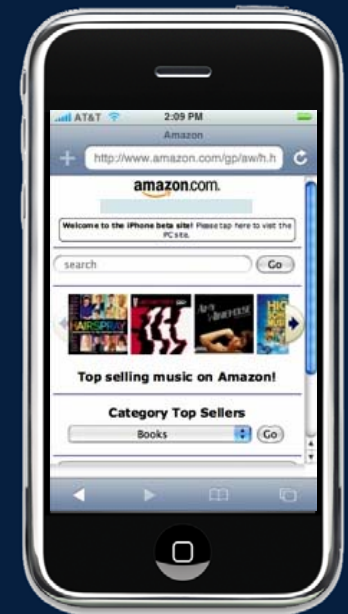 AT&T 2:09 PM
Amazon
http://www.amazon.com/gp/aw/h.h
amazon.com.
Welcome to the iPhone beta site! Please tap here to visit the
PC site.
search Go
HAIRSPRAY AMY WINEHOUSE
Top selling music on Amazon!
Category Top Sellers
Books Go